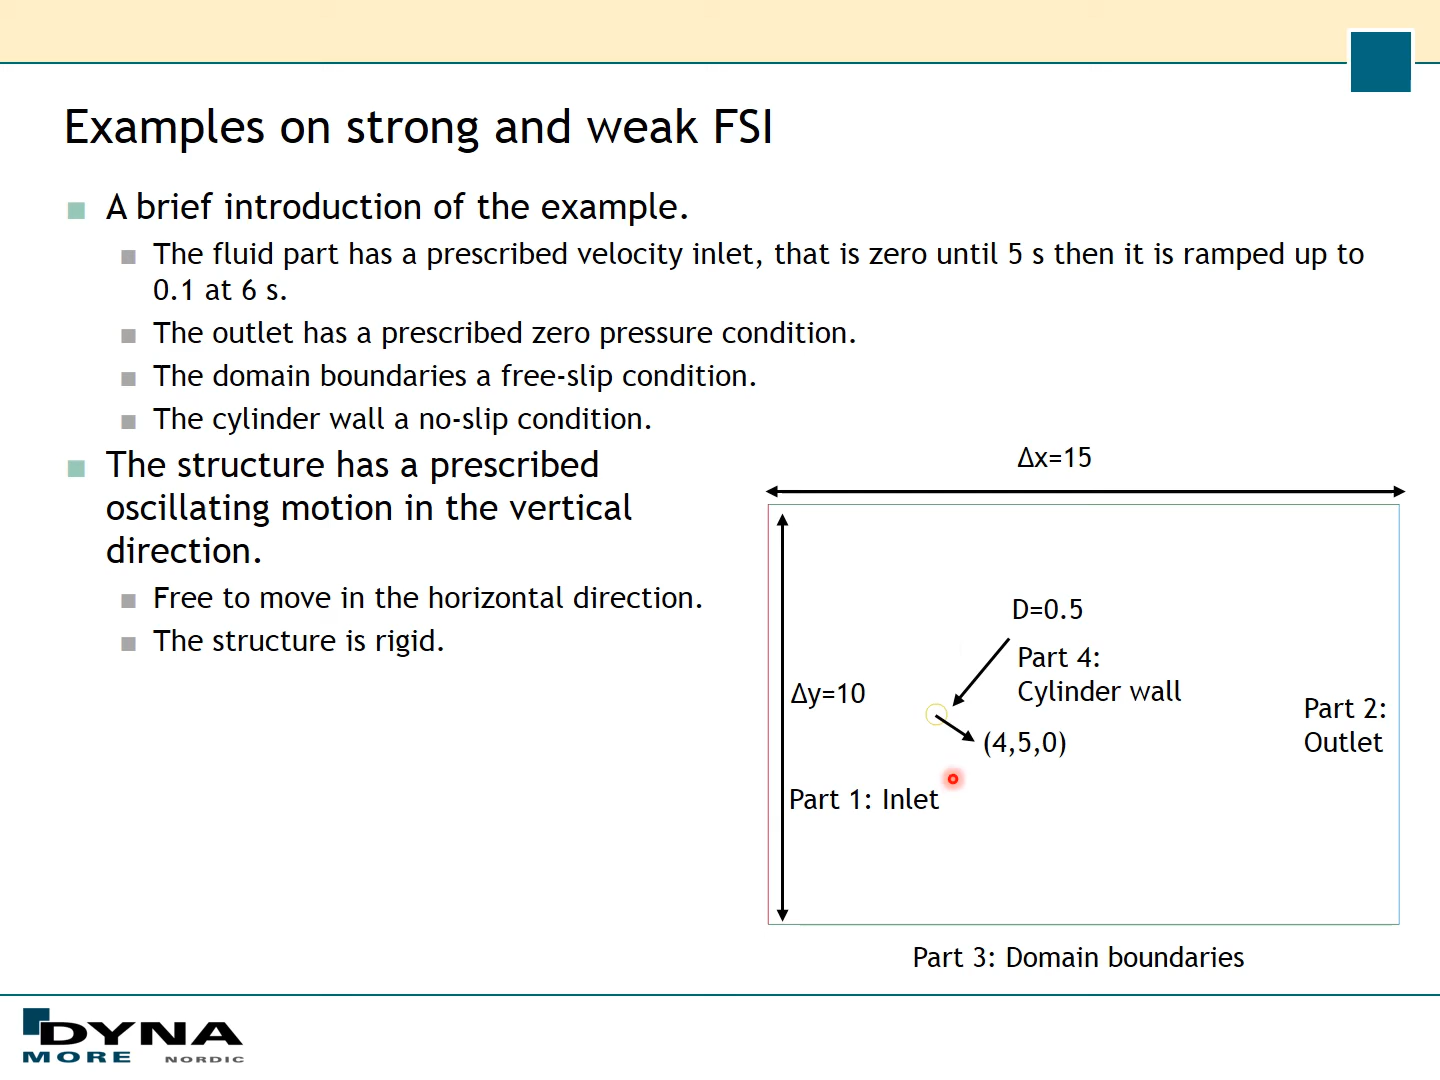 Examples on strong and weak FSI
A brief introduction of the example.
The fluid part has a prescribed velocity inlet, that is zero until 5 s then it is ramped up to
0.1 at 6 s.
The outlet has a prescribed zero pressure condition.
The domain boundaries a free-slip condition.
The cylinder wall a no-slip condition.
The structure has a prescribed
oscillating motion in the vertical
direction.
Free to move in the horizontal direction.
The structure is rigid.
Δx=15
D=0.5
Part 4:
Cylinder wall
Δy=10
(4,5,0)
Part 2:
Outlet
Part 1: Inlet
Part 3: Domain boundaries
DYNA
MORE NORDIC